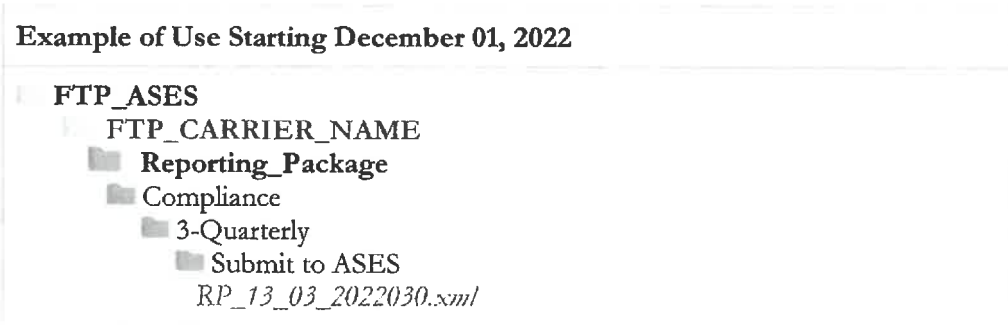 Example of Use Starting December 01, 2022
FTP_ASES
FTP_CARRIER_NAME
Reporting_Package
Compliance
3-Quarterly
Submit to ASES
RP_13_03_2022030.xml